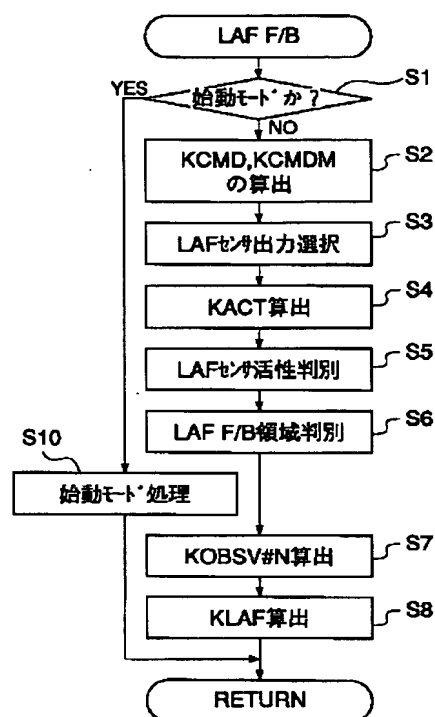 LAF F/B
S1
YES
始動モードか?
NO
S2
KCMD,KCMDM
の算出
S3
LAFセンサ出力選択
S4
KACT算出
S5
LAFセンサ活性判別
S6
LAF F/B領域判別
S10
始動モード処理
S7
KOBSV#N算出
S8
KLAF算出
RETURN